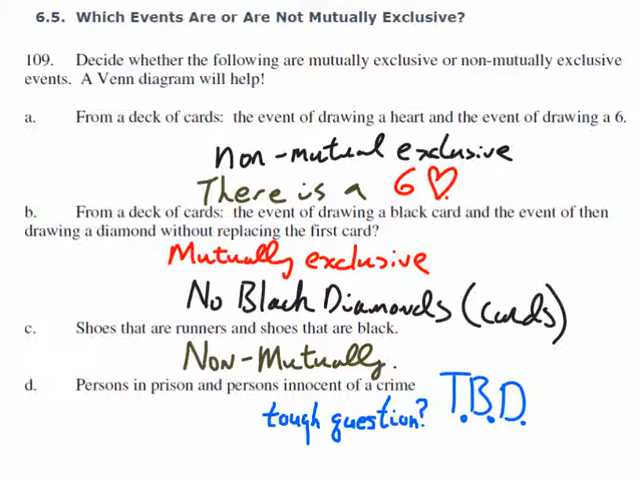 6.5. Which Events Are or Are Not Mutually Exclusive?
109. Decide whether the following are mutually exclusive or non-mutually exclusive
events. A Venn diagram will help!
a. From a deck of cards: the event of drawing a heart and the event of drawing a 6.
non-mutual exclusive
There is a 6 ♡
b. From a deck of cards: the event of drawing a black card and the event of then
drawing a diamond without replacing the first card?
Mutually exclusive
No Black Diamonds (cards)
c. Shoes that are runners and shoes that are black.
Non-Mutually.
d. Persons in prison and persons innocent of a crime
tough question? T.B.D.